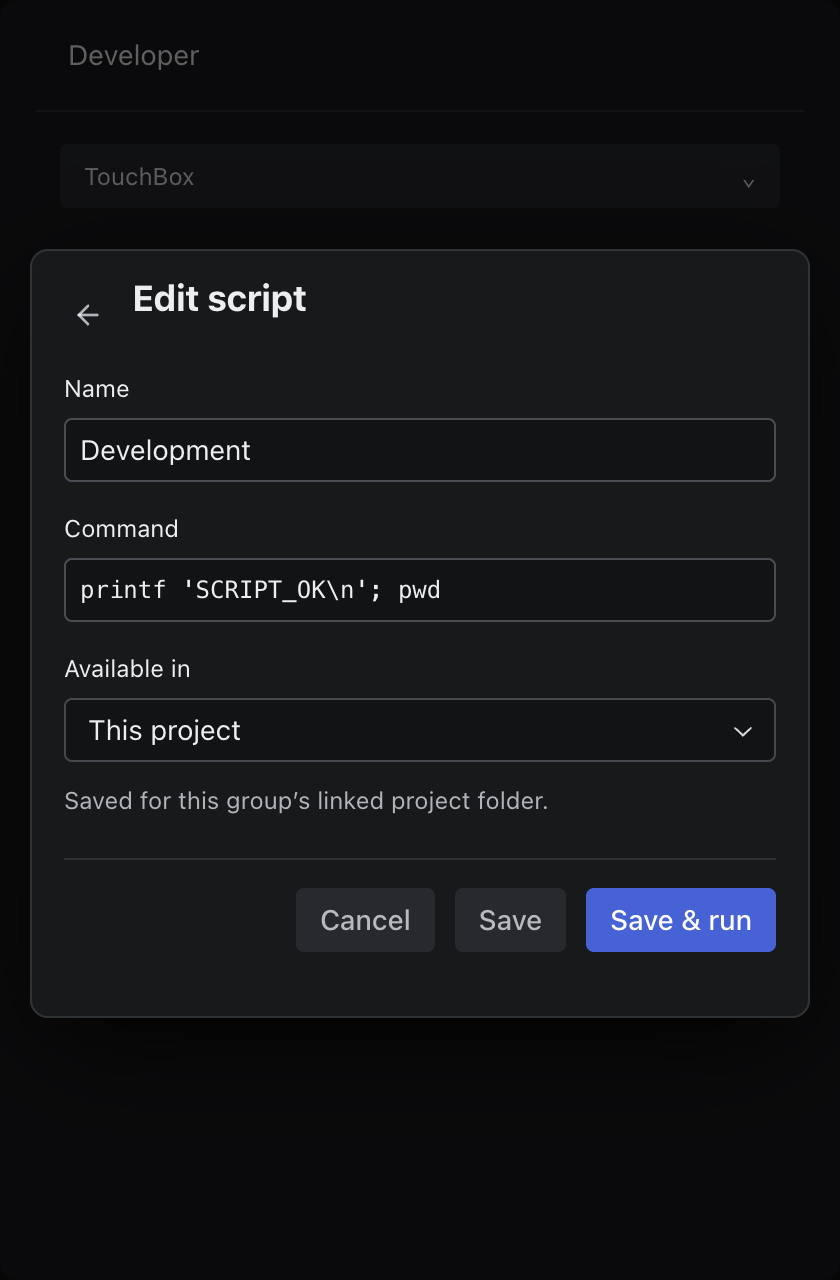 Developer
TouchBox
Edit script
Name
Development
Command
printf 'SCRIPT_OK\n'; pwd
Available in
This project
Saved for this group’s linked project folder.
Cancel Save Save & run